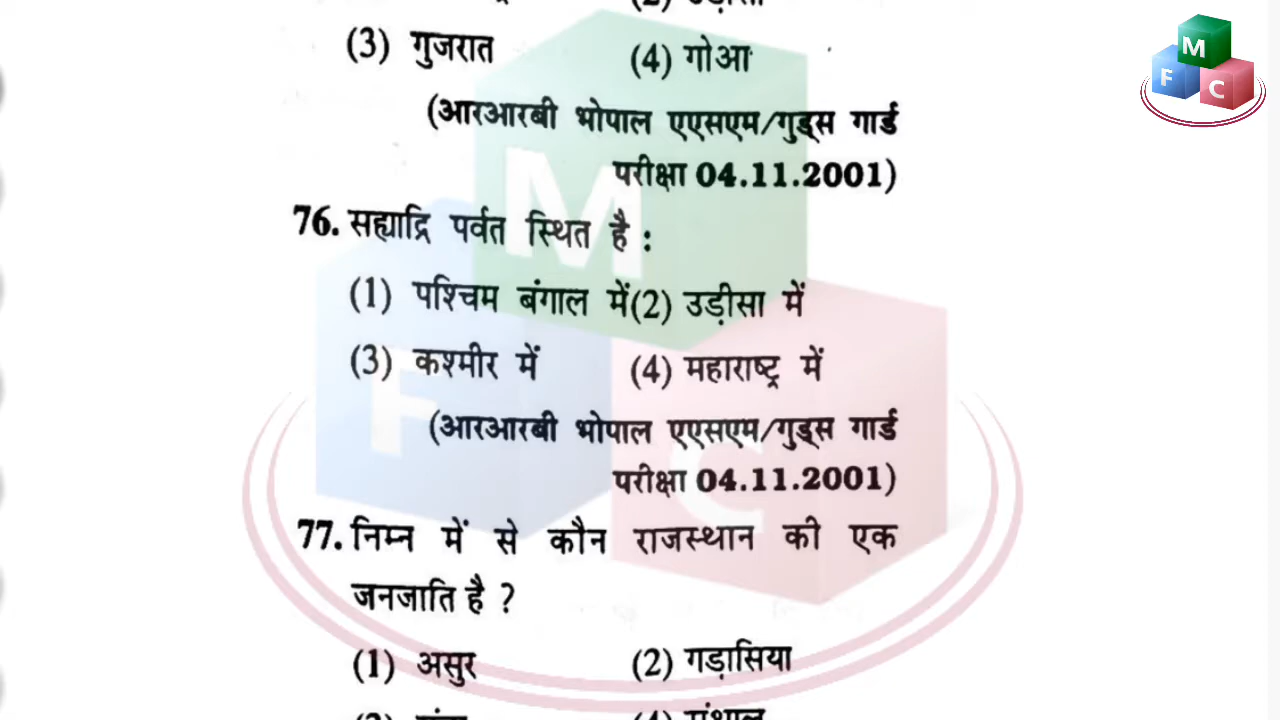 (3) गुजरात (4) गोआ
(आरआरबी भोपाल एएसएम/गुड्स गार्ड
परीक्षा 04.11.2001)
76. सह्याद्रि पर्वत स्थित है :
(1) पश्चिम बंगाल में (2) उड़ीसा में
(3) कश्मीर में (4) महाराष्ट्र में
(आरआरबी भोपाल एएसएम/गुड्स गार्ड
परीक्षा 04.11.2001)
77. निम्न में से कौन राजस्थान की एक
जनजाति है ?
(1) असुर (2) गड़ासिया
M
F
C
M
F
C